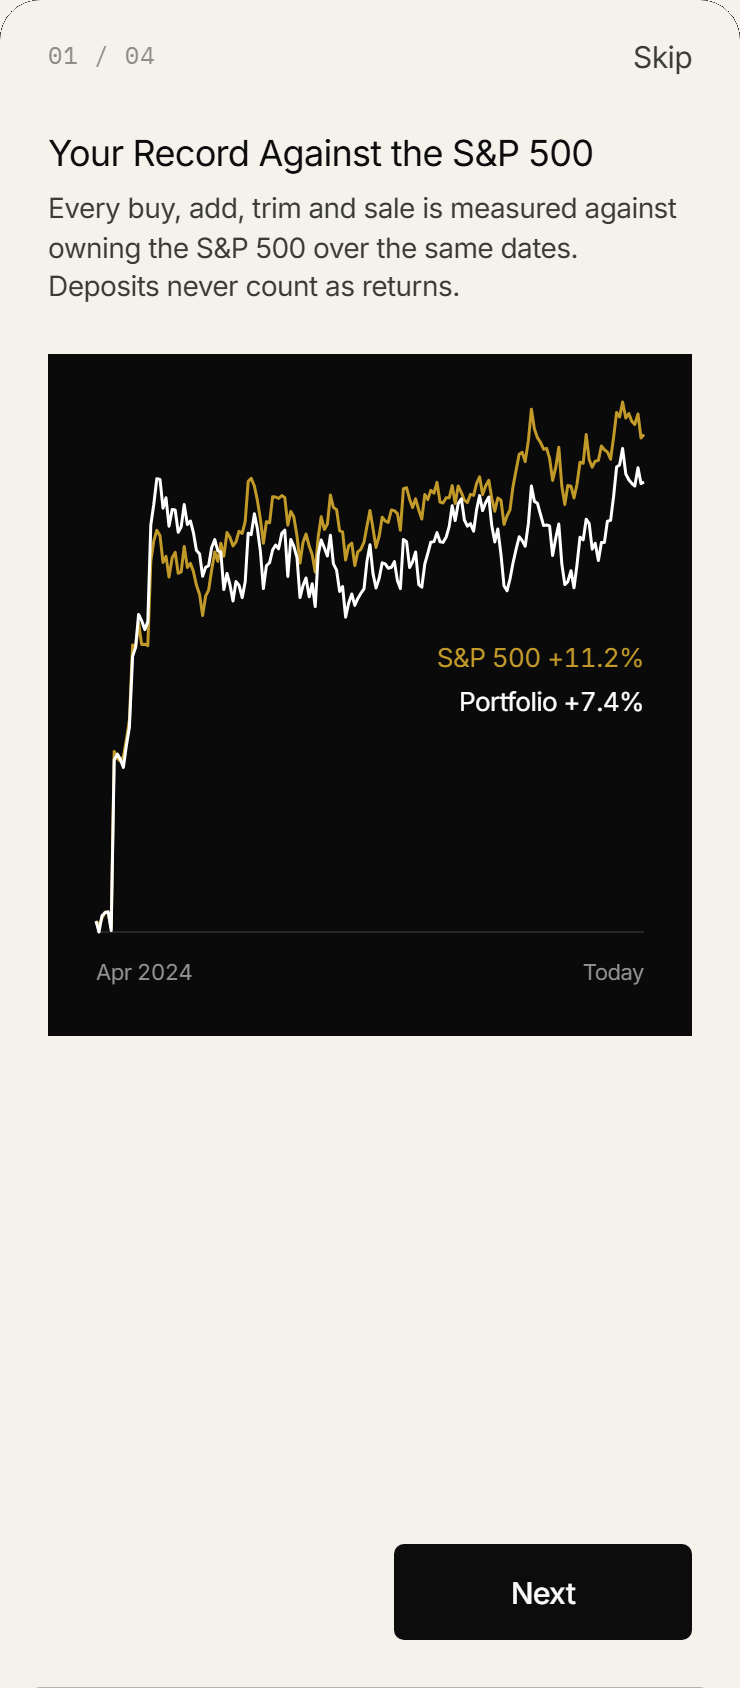 01 / 04
Skip
Your Record Against the S&P 500
Every buy, add, trim and sale is measured against
owning the S&P 500 over the same dates.
Deposits never count as returns.
S&P 500 +11.2%
Portfolio +7.4%
Apr 2024
Today
Next